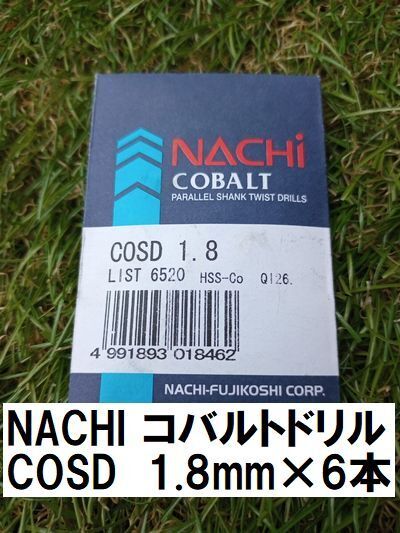 NACHi
COBALT
PARALLEL SHANK TWIST DRILLS
COSD 1.8
LIST 6520 HSS-Co Q126.
4 991893 018462
NACHI-FUJIKOSHI CORP.
NACHI コバルトドリル
COSD 1.8mm×6本